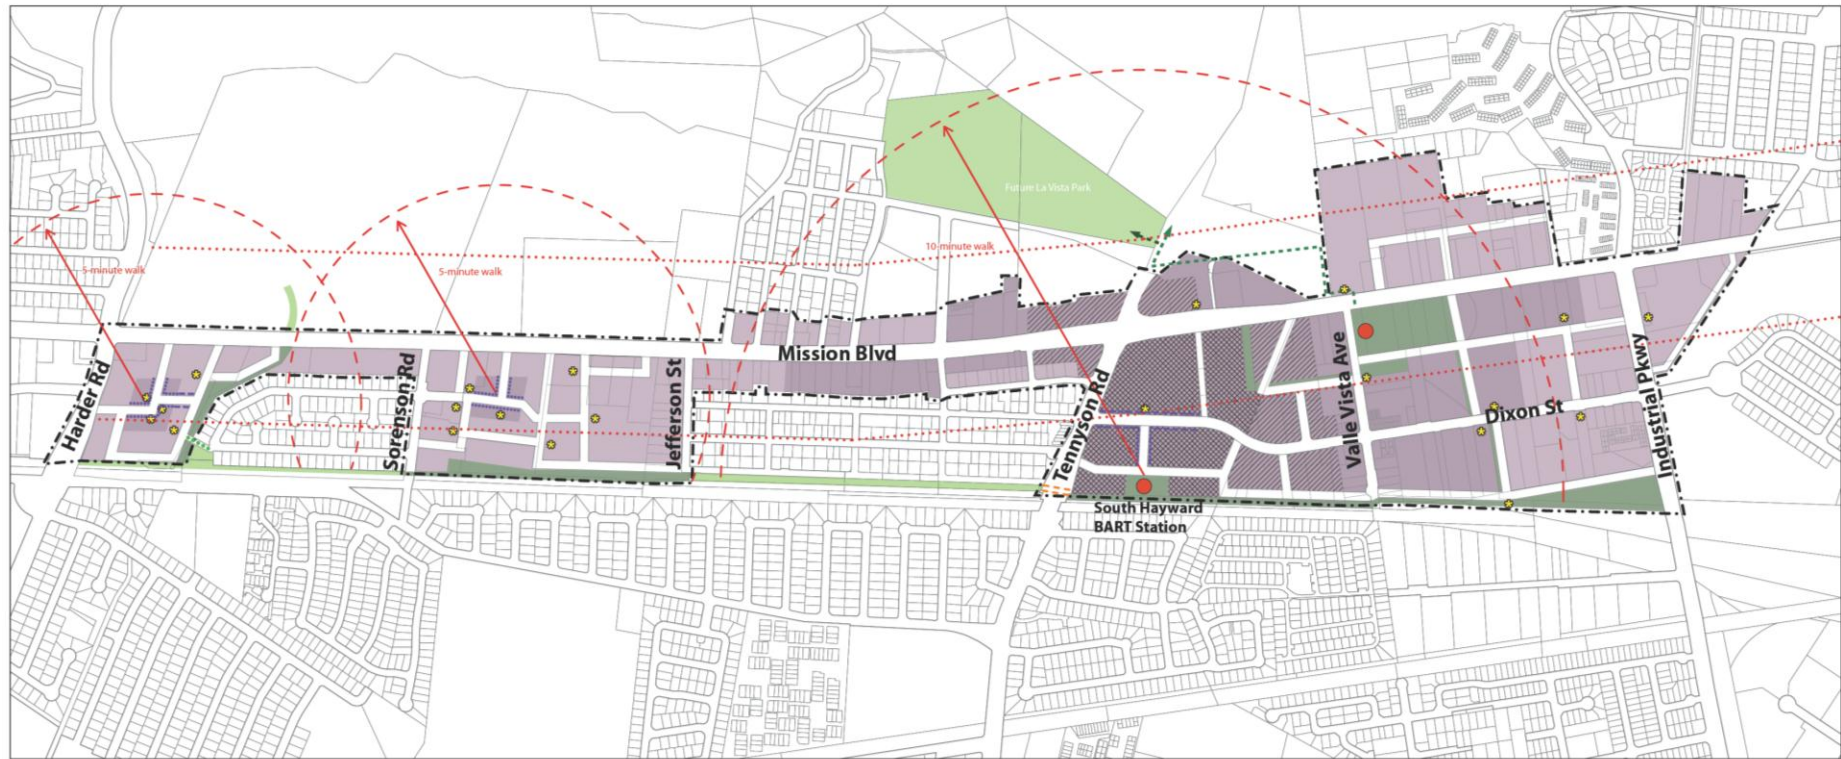 Future La Vista Park
10-minute walk
5-minute walk
5-minute walk
Mission Blvd
Harder Rd
Sorenson Rd
Jefferson St
Tennyson Rd
Valle Vista Ave
Dixon St
Industrial Pkwy
South Hayward
BART Station